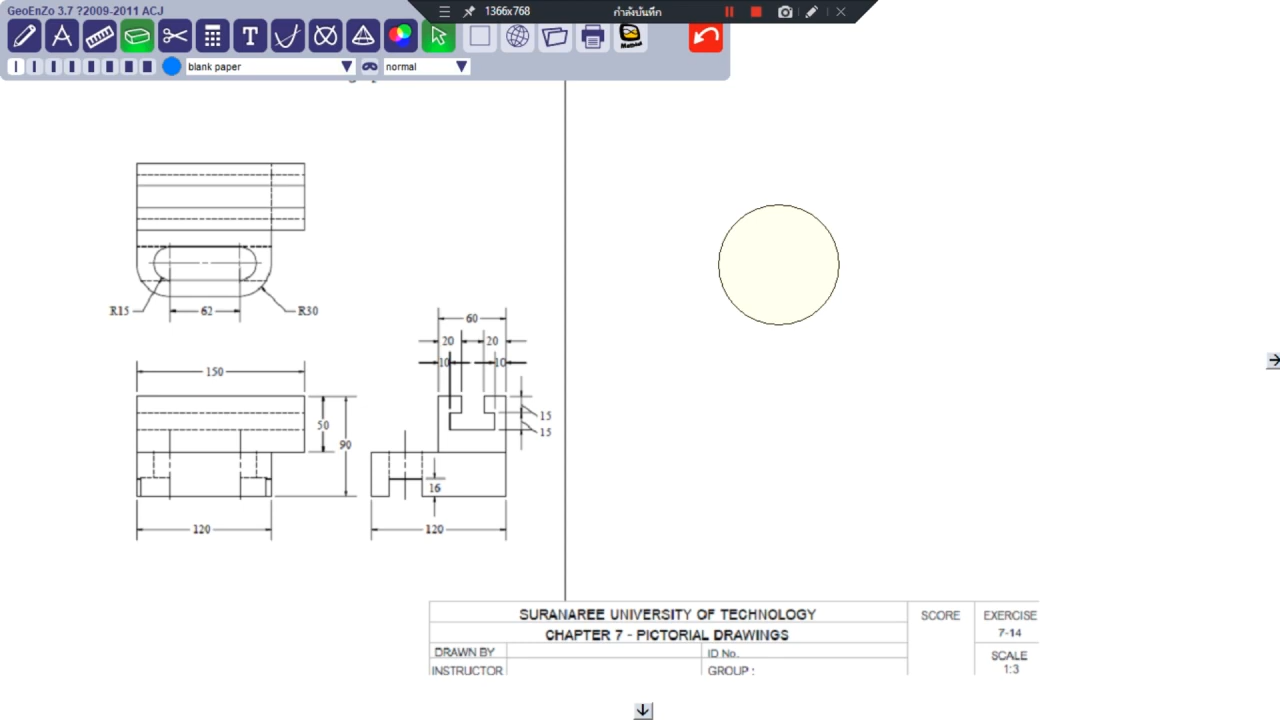 GeoEnZo 3.7 ?2009-2011 ACJ
1366x768
กำลังบันทึก
T
Mathlet
blank paper
normal
R15
62
R30
60
20
20
10
10
150
50
90
15
15
16
120
120
SURANAREE UNIVERSITY OF TECHNOLOGY
SCORE
EXERCISE
CHAPTER 7 - PICTORIAL DRAWINGS
7-14
DRAWN BY
ID No.
SCALE
INSTRUCTOR
GROUP :
1:3